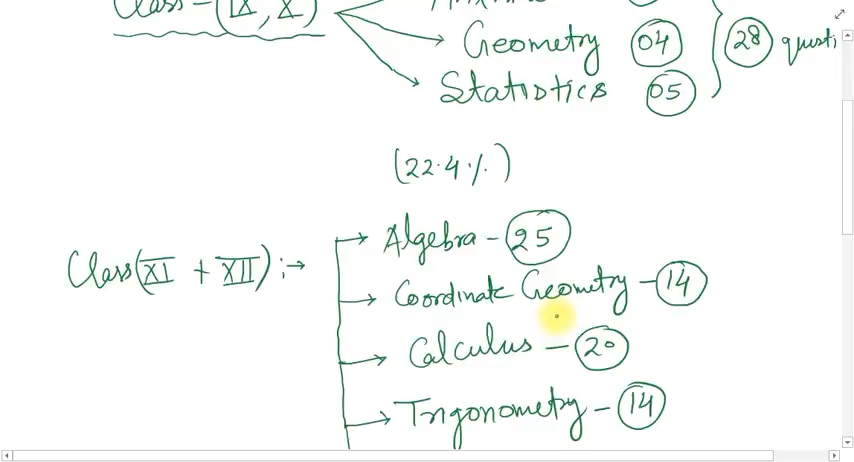 Class - (IX, X)
Geometry 04
28 questi
Statistics 05
(22.4%)
Class (XI + XII) :→
→ Algebra - 25
→ Coordinate Geometry - 14
→ Calculus - 20
→ Trigonometry - 14